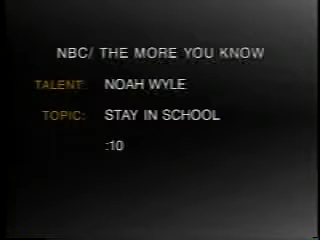 NBC/ THE MORE YOU KNOW
TALENT: NOAH WYLE
TOPIC: STAY IN SCHOOL
:10